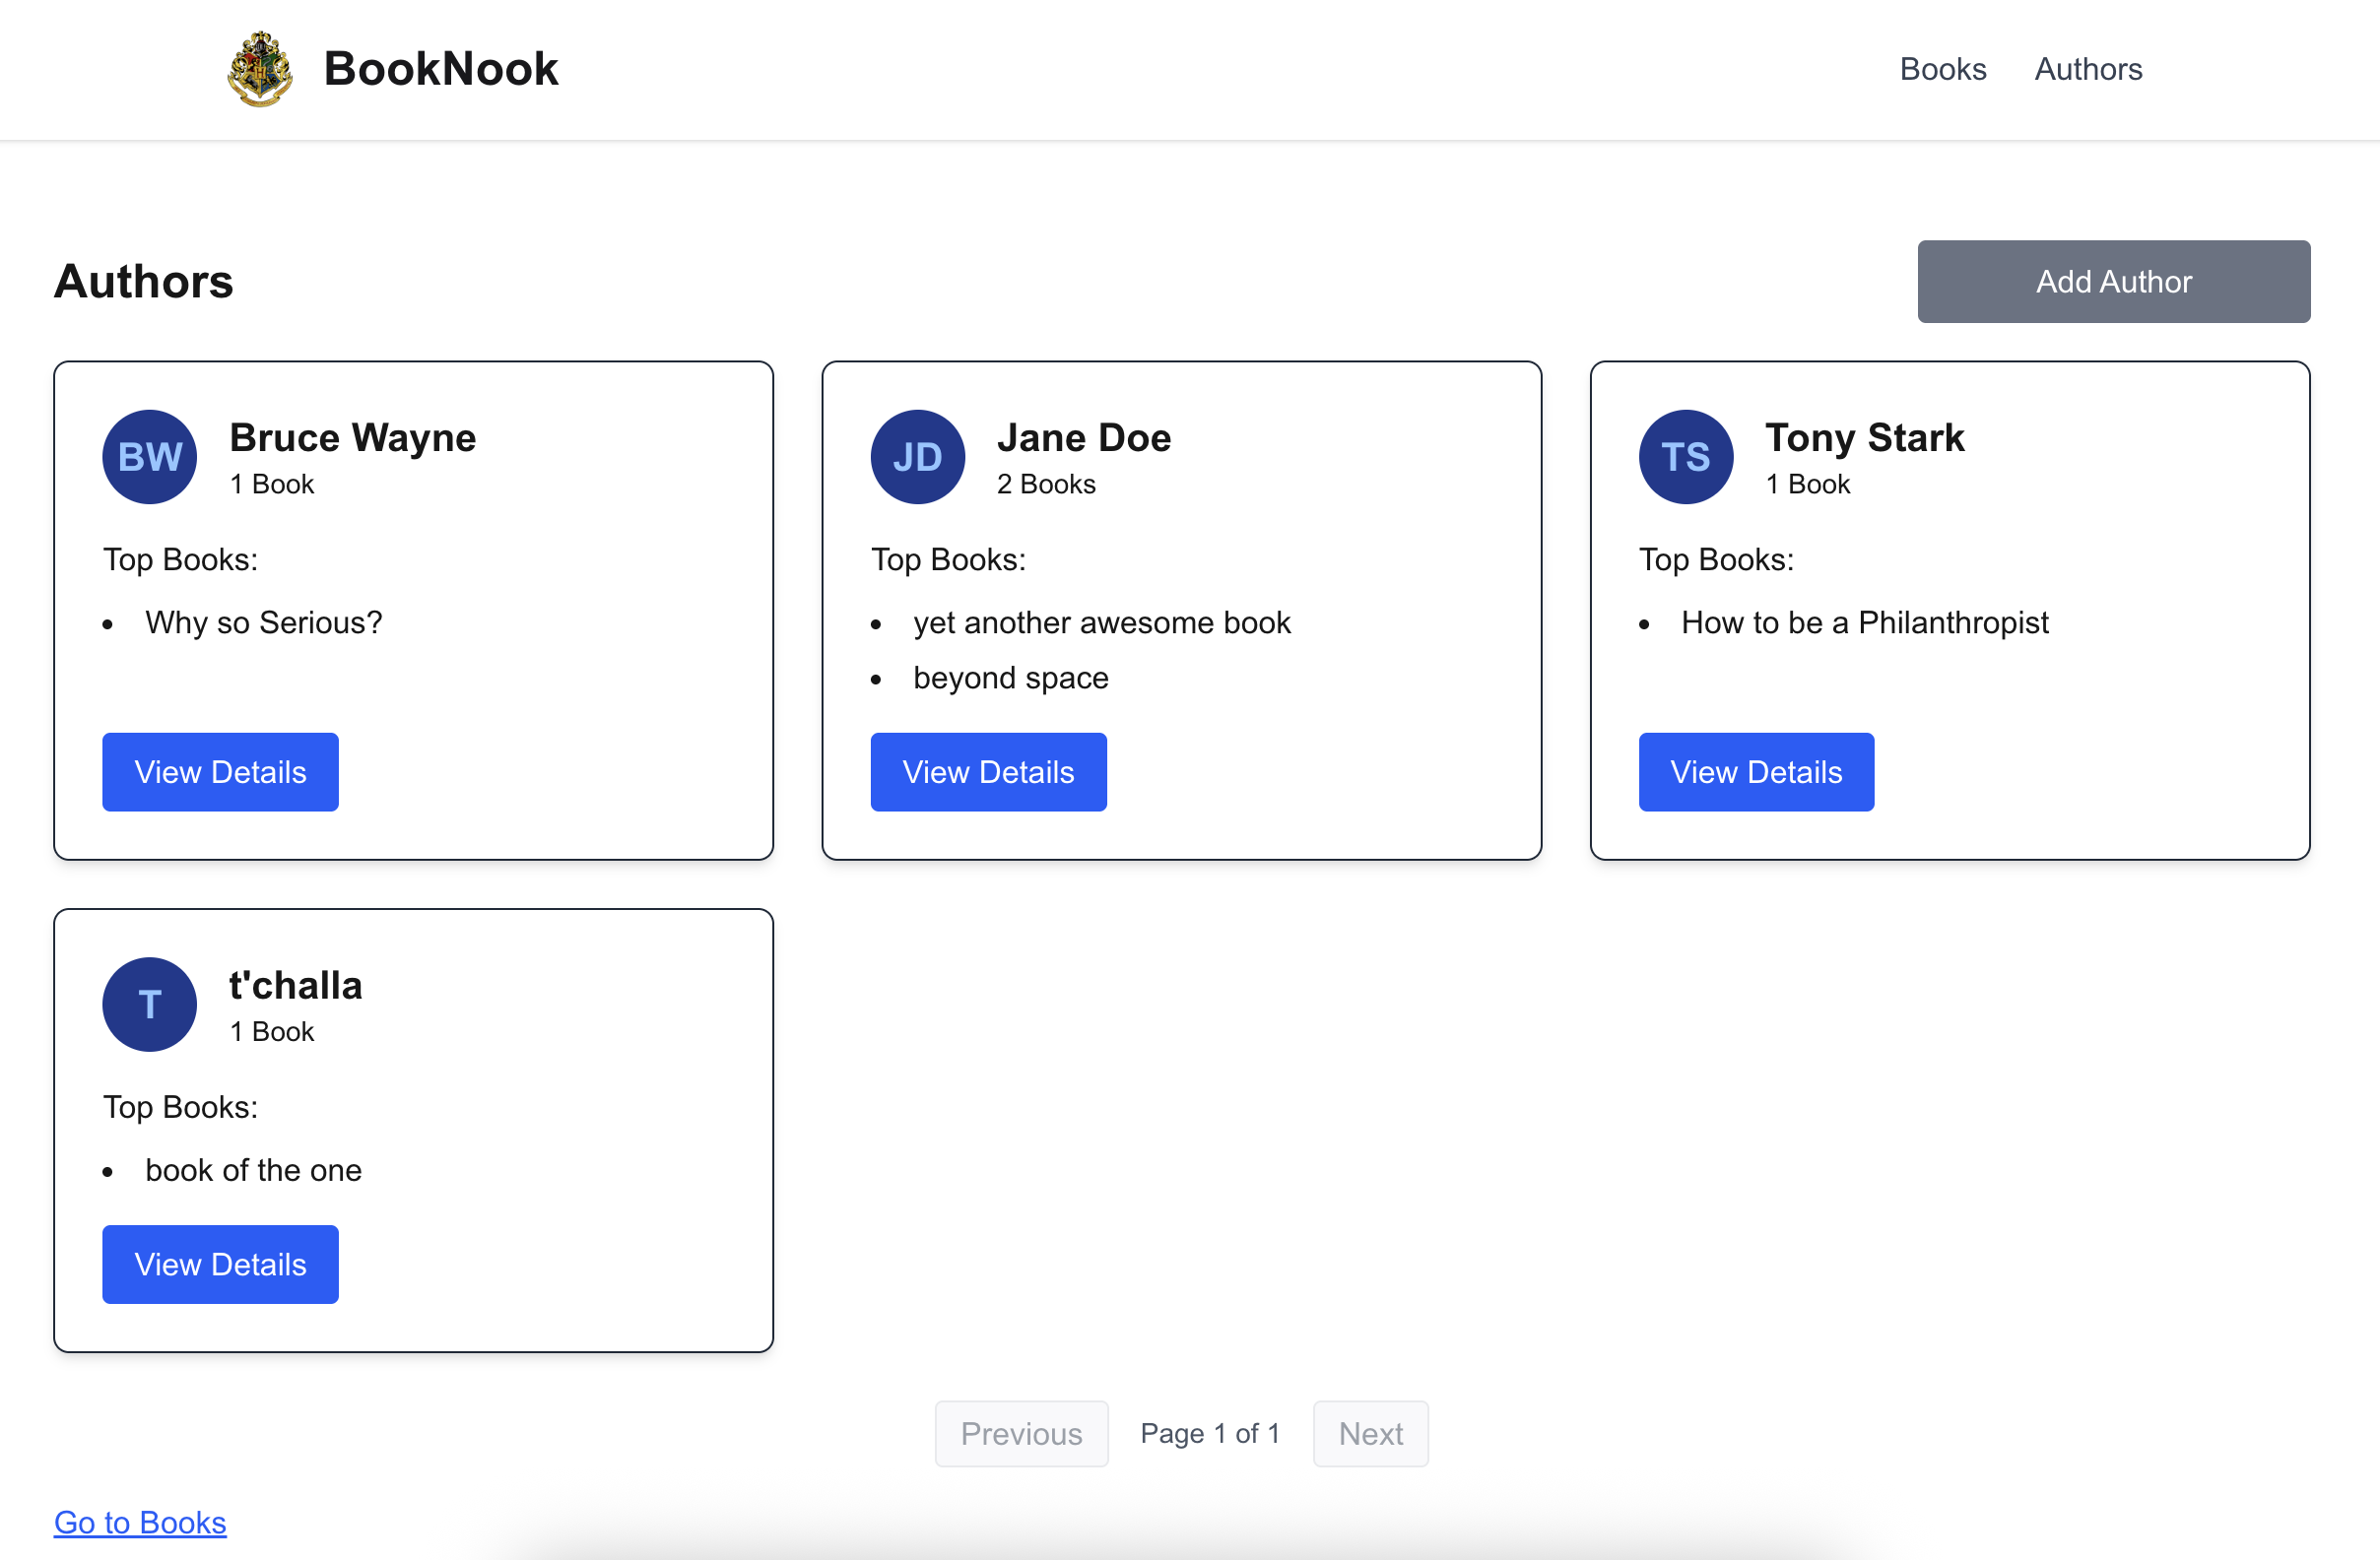 BookNook
Books Authors
Authors
Add Author
BW Bruce Wayne
1 Book
Top Books:
• Why so Serious?
View Details
JD Jane Doe
2 Books
Top Books:
• yet another awesome book
• beyond space
View Details
TS Tony Stark
1 Book
Top Books:
• How to be a Philanthropist
View Details
T t'challa
1 Book
Top Books:
• book of the one
View Details
Previous Page 1 of 1 Next
Go to Books